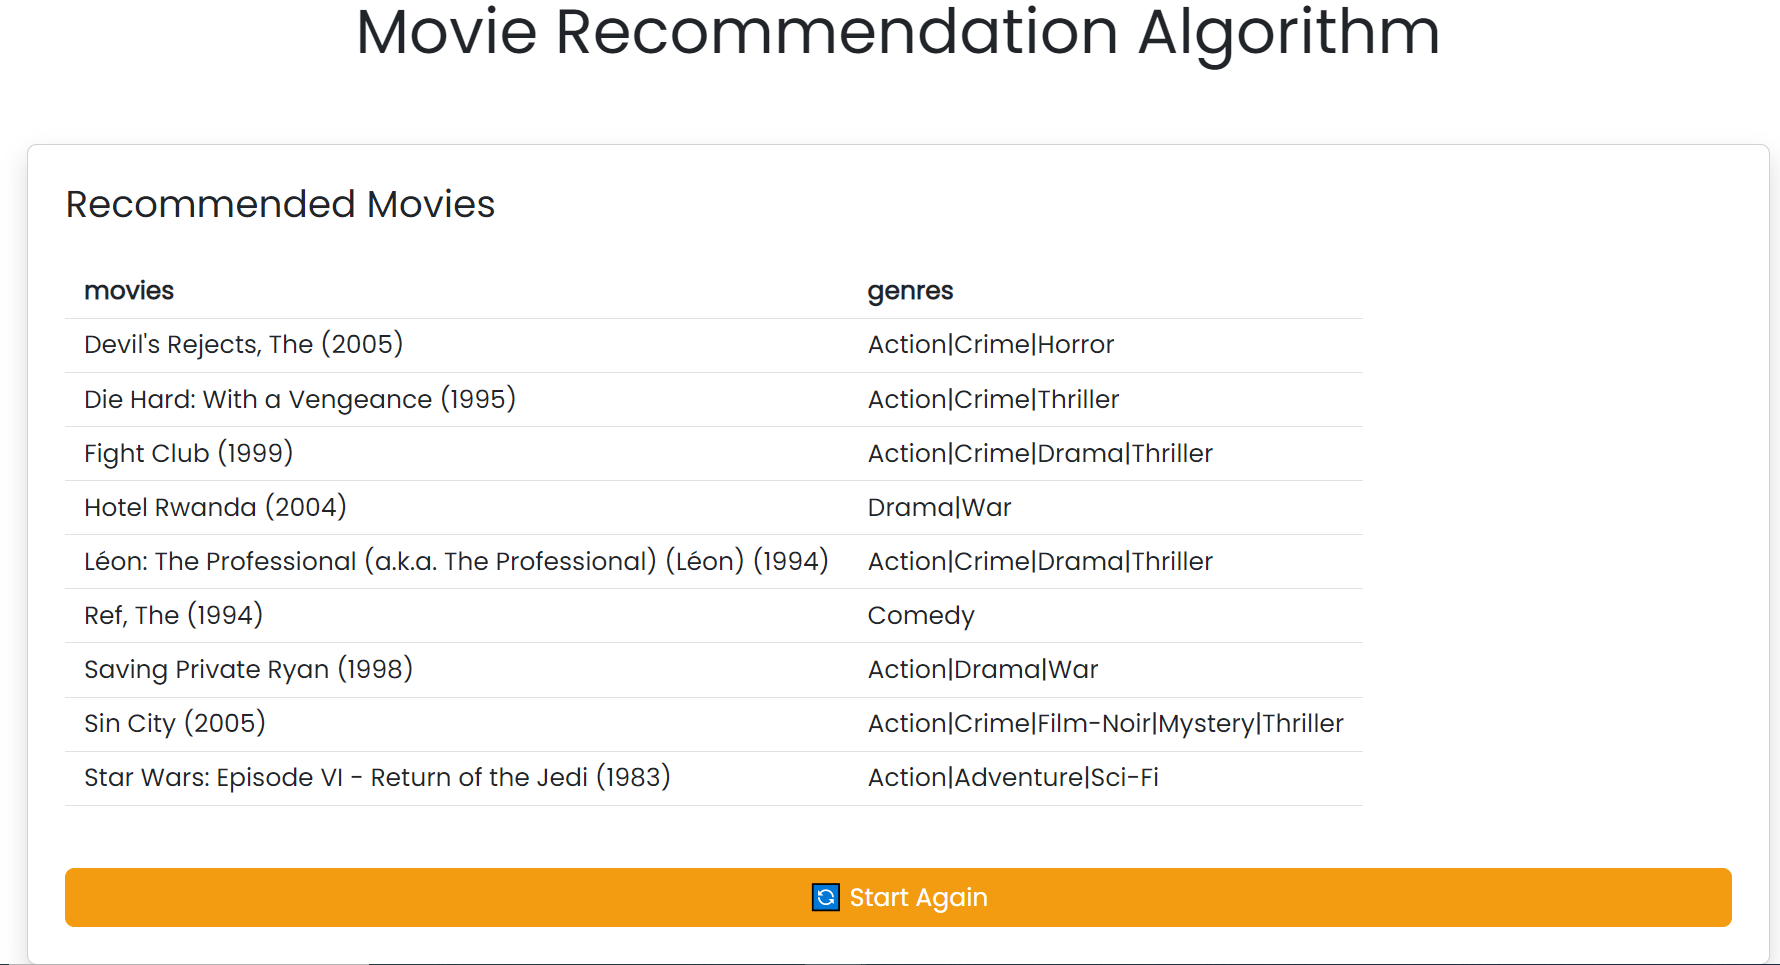 Movie Recommendation Algorithm
Recommended Movies
movies genres
Devil's Rejects, The (2005) Action|Crime|Horror
Die Hard: With a Vengeance (1995) Action|Crime|Thriller
Fight Club (1999) Action|Crime|Drama|Thriller
Hotel Rwanda (2004) Drama|War
Léon: The Professional (a.k.a. The Professional) (Léon) (1994) Action|Crime|Drama|Thriller
Ref, The (1994) Comedy
Saving Private Ryan (1998) Action|Drama|War
Sin City (2005) Action|Crime|Film-Noir|Mystery|Thriller
Star Wars: Episode VI - Return of the Jedi (1983) Action|Adventure|Sci-Fi
Start Again